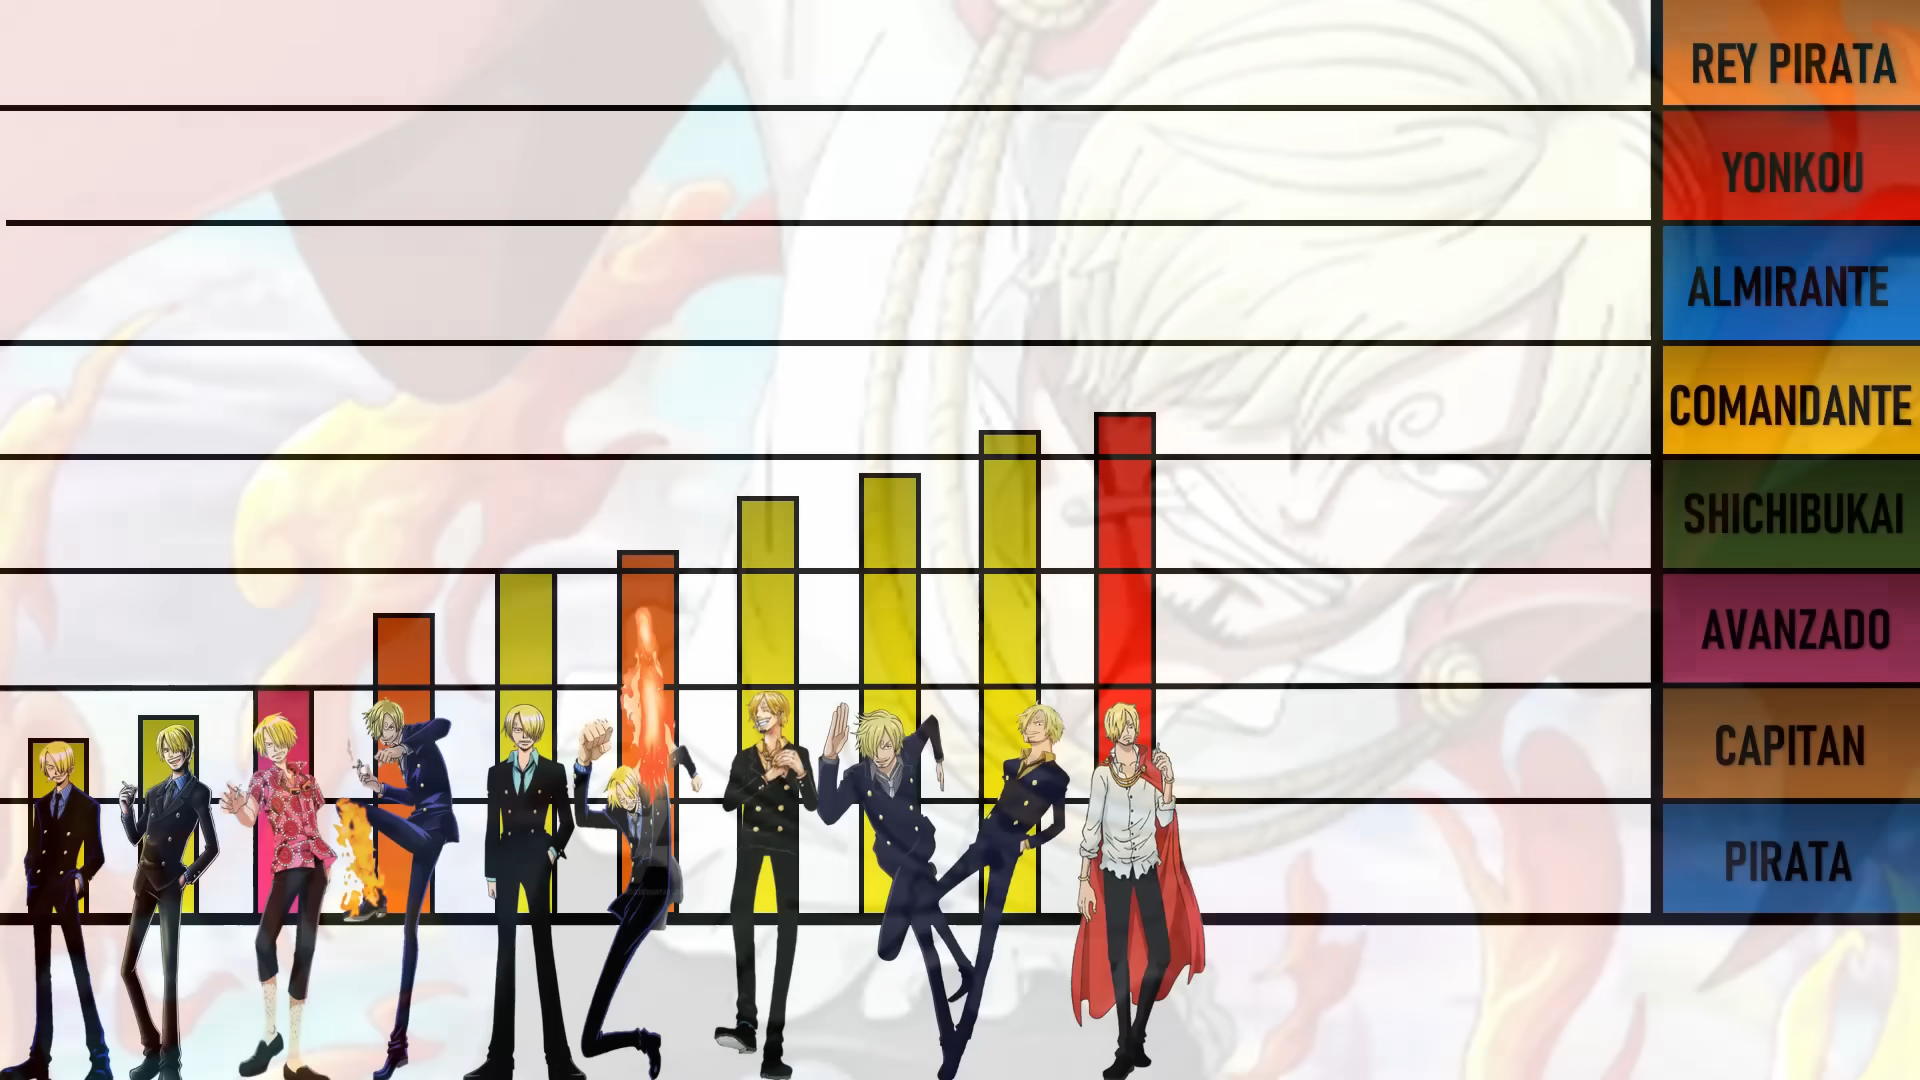 REY PIRATA
YONKOU
ALMIRANTE
COMANDANTE
SHICHIBUKAI
AVANZADO
CAPITAN
PIRATA